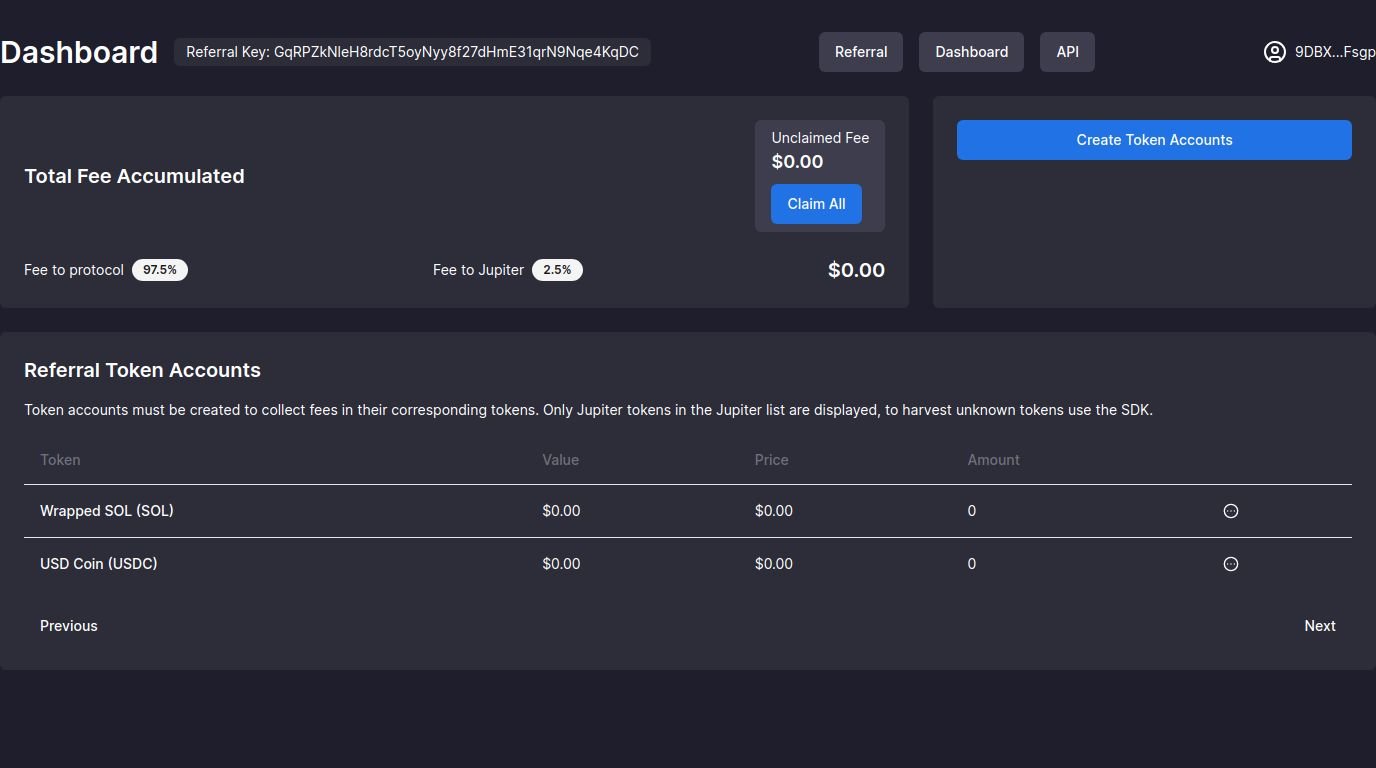 Dashboard
Referral Key: GqRPZkNleH8rdcT5oyNyy8f27dHmE31qrN9Nqe4KqDC
Referral
Dashboard
API
9DBX...Fsgp
Total Fee Accumulated
Unclaimed Fee
$0.00
Claim All
Fee to protocol 97.5%
Fee to Jupiter 2.5%
$0.00
Create Token Accounts
Referral Token Accounts
Token accounts must be created to collect fees in their corresponding tokens. Only Jupiter tokens in the Jupiter list are displayed, to harvest unknown tokens use the SDK.
Token Value Price Amount
Wrapped SOL (SOL) $0.00 $0.00 0
USD Coin (USDC) $0.00 $0.00 0
Previous
Next